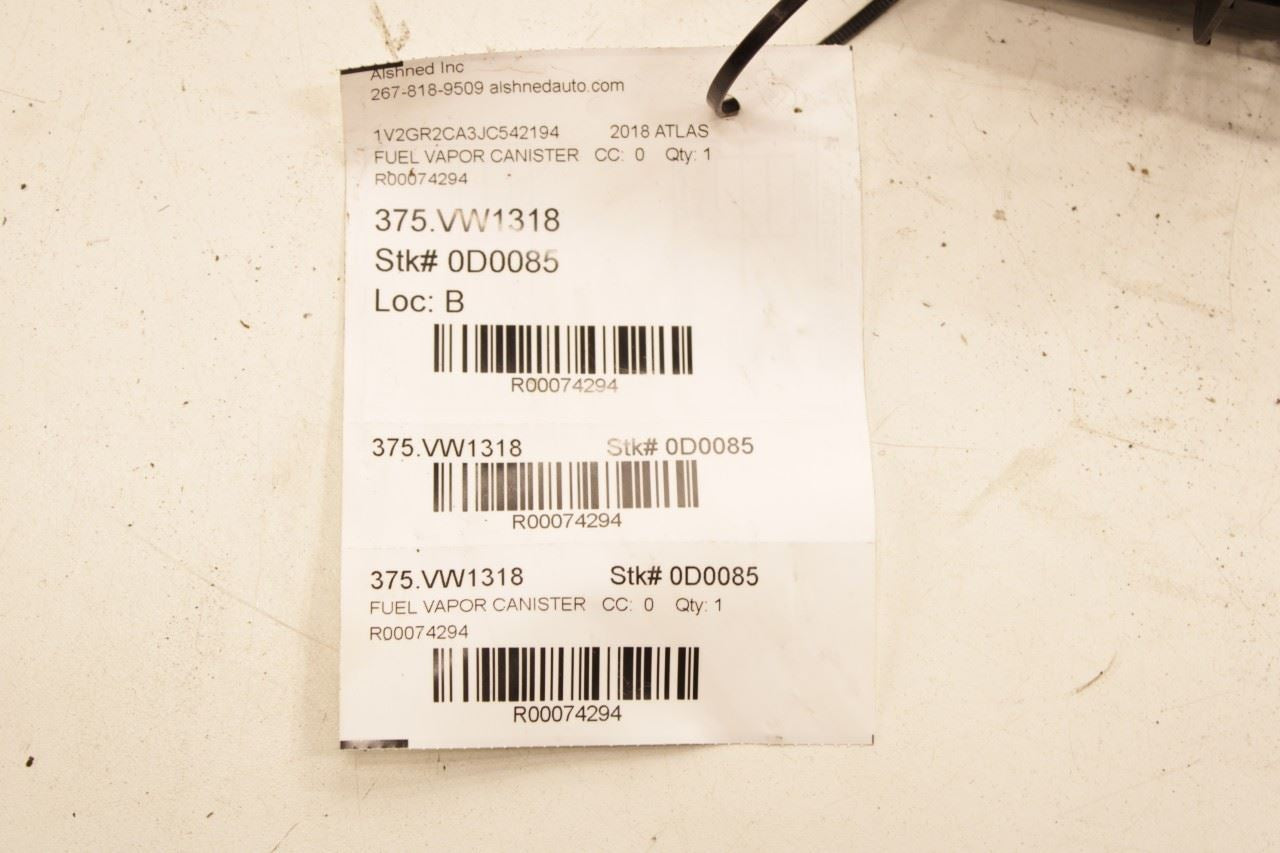 Alshned Inc
267-818-9509 alshnedauto.com
1V2GR2CA3JC542194 2018 ATLAS
FUEL VAPOR CANISTER CC: 0 Qty: 1
R00074294
375.VW1318
Stk# 0D0085
Loc: B
R00074294
375.VW1318 Stk# 0D0085
R00074294
375.VW1318 Stk# 0D0085
FUEL VAPOR CANISTER CC: 0 Qty: 1
R00074294
R00074294